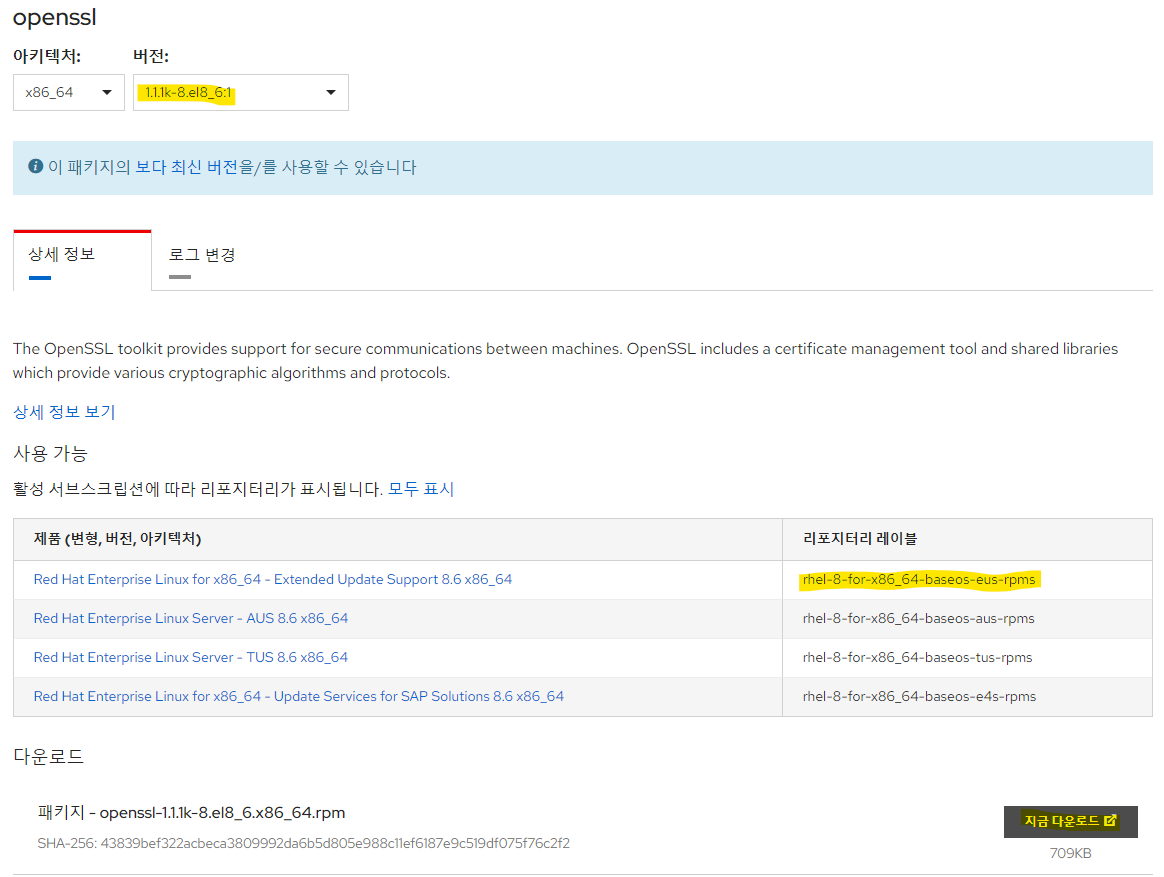 openssl
아키텍처: 버전:
x86_64 1.1.1k-8.el8_6:1
이 패키지의 보다 최신 버전을/를 사용할 수 있습니다
상세 정보 로그 변경
The OpenSSL toolkit provides support for secure communications between machines. OpenSSL includes a certificate management tool and shared libraries
which provide various cryptographic algorithms and protocols.
상세 정보 보기
사용 가능
활성 서브스크립션에 따라 리포지터리가 표시됩니다. 모두 표시
제품 (변형, 버전, 아키텍처) 리포지터리 레이블
Red Hat Enterprise Linux for x86_64 - Extended Update Support 8.6 x86_64 rhel-8-for-x86_64-baseos-eus-rpms
Red Hat Enterprise Linux Server - AUS 8.6 x86_64 rhel-8-for-x86_64-baseos-aus-rpms
Red Hat Enterprise Linux Server - TUS 8.6 x86_64 rhel-8-for-x86_64-baseos-tus-rpms
Red Hat Enterprise Linux for x86_64 - Update Services for SAP Solutions 8.6 x86_64 rhel-8-for-x86_64-baseos-e4s-rpms
다운로드
패키지 - openssl-1.1.1k-8.el8_6.x86_64.rpm 지금 다운로드
SHA-256: 43839bef322acbeca3809992da6b5d805e988c11ef6187e9c519df075f76c2f2 709KB